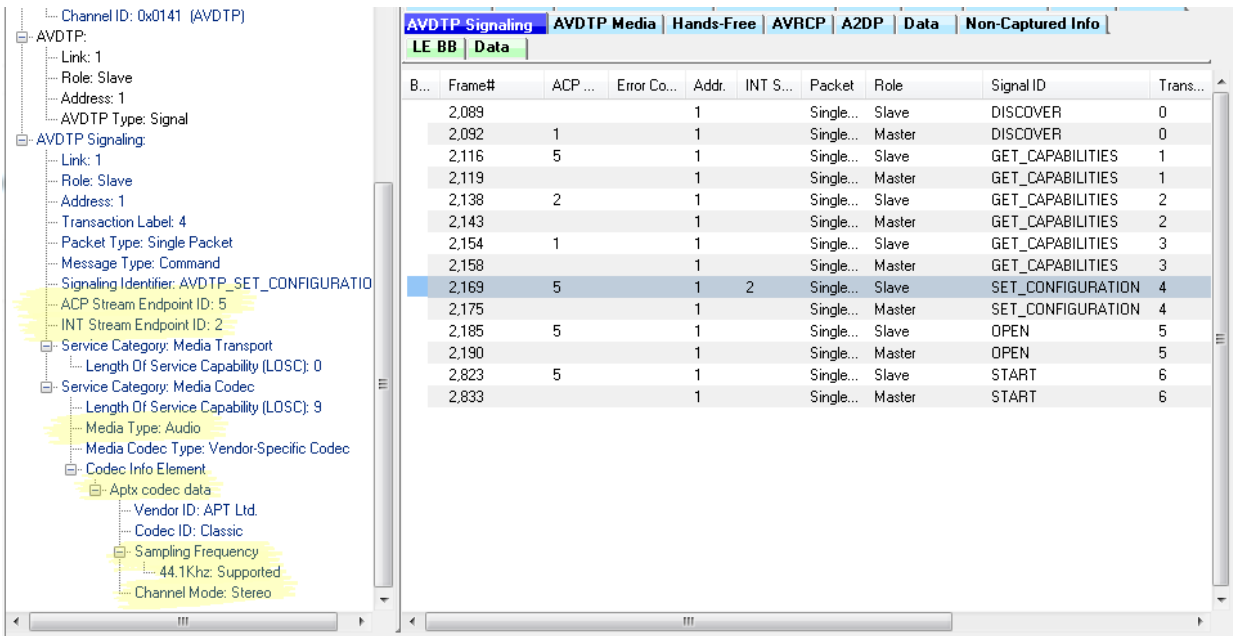 Channel ID: 0x0141 (AVDTP)
AVDTP:
Link: 1
Role: Slave
Address: 1
AVDTP Type: Signal
AVDTP Signaling:
Link: 1
Role: Slave
Address: 1
Transaction Label: 4
Packet Type: Single Packet
Message Type: Command
Signaling Identifier: AVDTP_SET_CONFIGURATIO
ACP Stream Endpoint ID: 5
INT Stream Endpoint ID: 2
Service Category: Media Transport
Length Of Service Capability (LOSC): 0
Service Category: Media Codec
Length Of Service Capability (LOSC): 9
Media Type: Audio
Media Codec Type: Vendor-Specific Codec
Codec Info Element
Aptx codec data
Vendor ID: APT Ltd.
Codec ID: Classic
Sampling Frequency
44.1Khz: Supported
Channel Mode: Stereo
AVDTP Signaling AVDTP Media Hands-Free AVRCP A2DP Data Non-Captured Info
LE BB Data
B... Frame# ACP ... Error Co... Addr. INT S... Packet Role Signal ID Trans...
2,089 1 Single... Slave DISCOVER 0
2,092 1 1 Single... Master DISCOVER 0
2,116 5 1 Single... Slave GET_CAPABILITIES 1
2,119 1 Single... Master GET_CAPABILITIES 1
2,138 2 1 Single... Slave GET_CAPABILITIES 2
2,143 1 Single... Master GET_CAPABILITIES 2
2,154 1 1 Single... Slave GET_CAPABILITIES 3
2,158 1 Single... Master GET_CAPABILITIES 3
2,169 5 1 2 Single... Slave SET_CONFIGURATION 4
2,175 1 Single... Master SET_CONFIGURATION 4
2,185 5 1 Single... Slave OPEN 5
2,190 1 Single... Master OPEN 5
2,823 5 1 Single... Slave START 6
2,833 1 Single... Master START 6